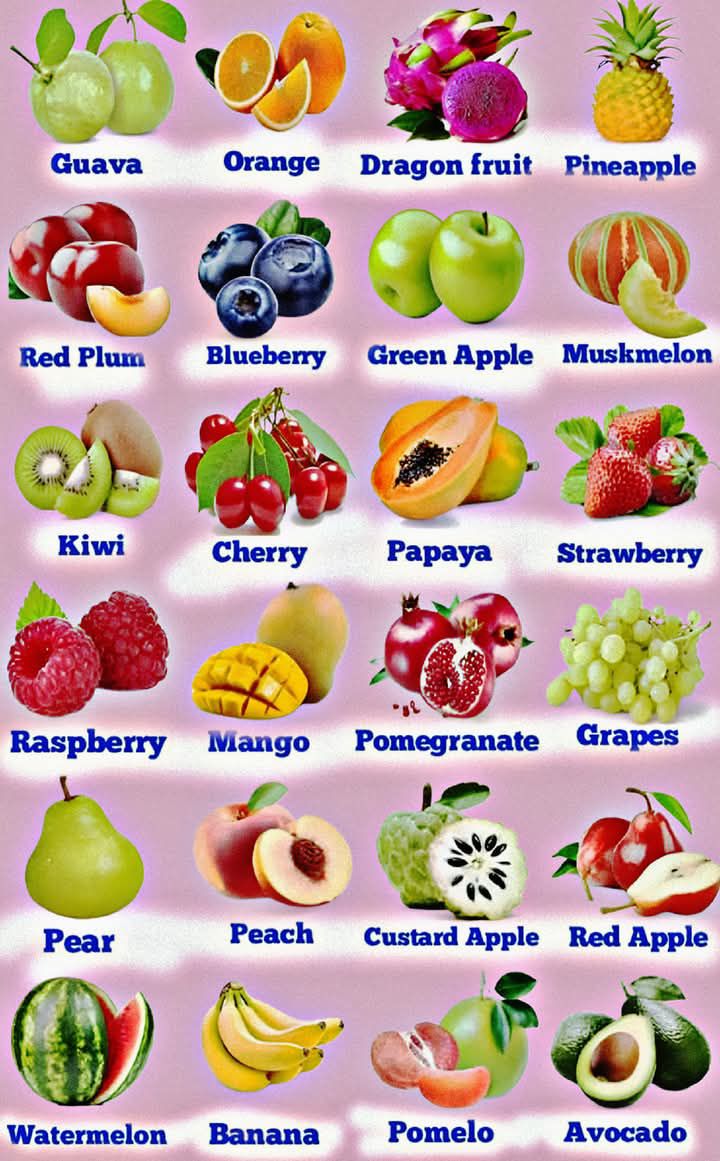 Guava
Orange
Dragon fruit
Pineapple
Red Plum
Blueberry
Green Apple
Muskmelon
Kiwi
Cherry
Papaya
Strawberry
Raspberry
Mango
Pomegranate
Grapes
Pear
Peach
Custard Apple
Red Apple
Watermelon
Banana
Pomelo
Avocado